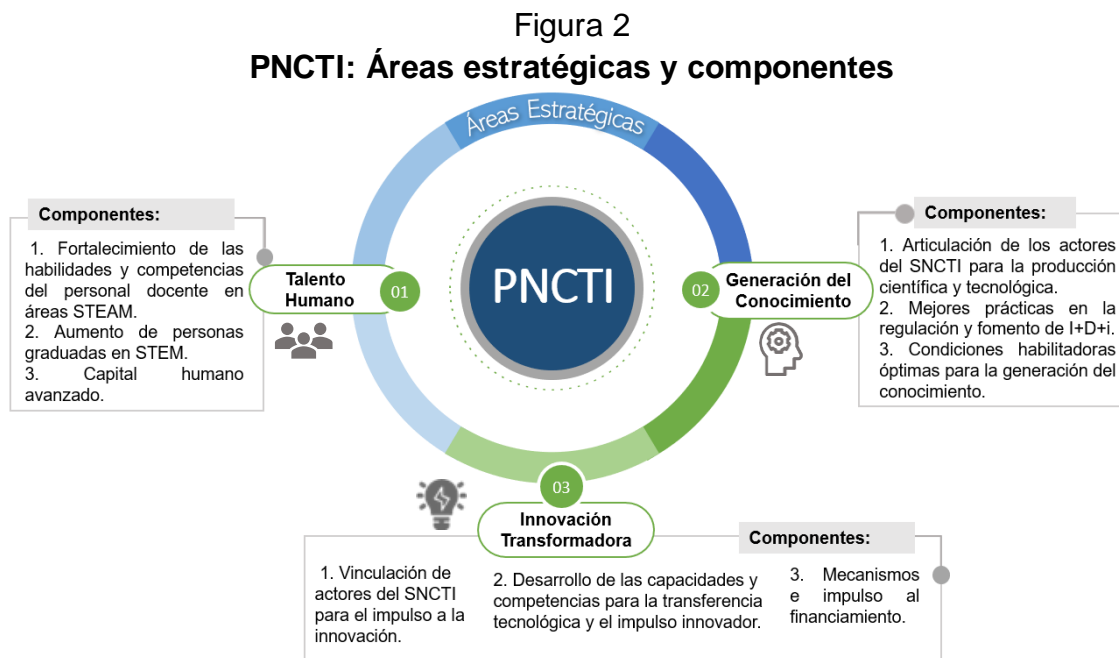 Figura 2
PNCTI: Áreas estratégicas y componentes
Áreas Estratégicas
PNCTI
Talento
Humano
01
Componentes:
1. Fortalecimiento de las
habilidades y competencias
del personal docente en
áreas STEAM.
2. Aumento de personas
graduadas en STEM.
3. Capital humano
avanzado.
02
Generación del
Conocimiento
Componentes:
1. Articulación de los actores
del SNCTI para la producción
científica y tecnológica.
2. Mejores prácticas en la
regulación y fomento de I+D+i.
3. Condiciones habilitadoras
óptimas para la generación del
conocimiento.
03
Innovación
Transformadora
Componentes:
1. Vinculación de
actores del SNCTI
para el impulso a la
innovación.
2. Desarrollo de las capacidades y
competencias para la transferencia
tecnológica y el impulso innovador.
3. Mecanismos
e impulso al
financiamiento.